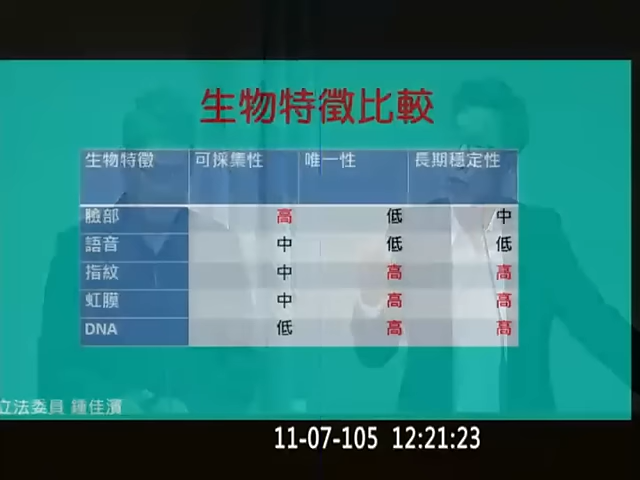 生物特徵比較
生物特徵 可採集性 唯一性 長期穩定性
臉部 高 低 中
語音 中 低 低
指紋 中 高 高
虹膜 中 高 高
DNA 低 高 高
立法委員 鍾佳濱
11-07-105 12:21:23